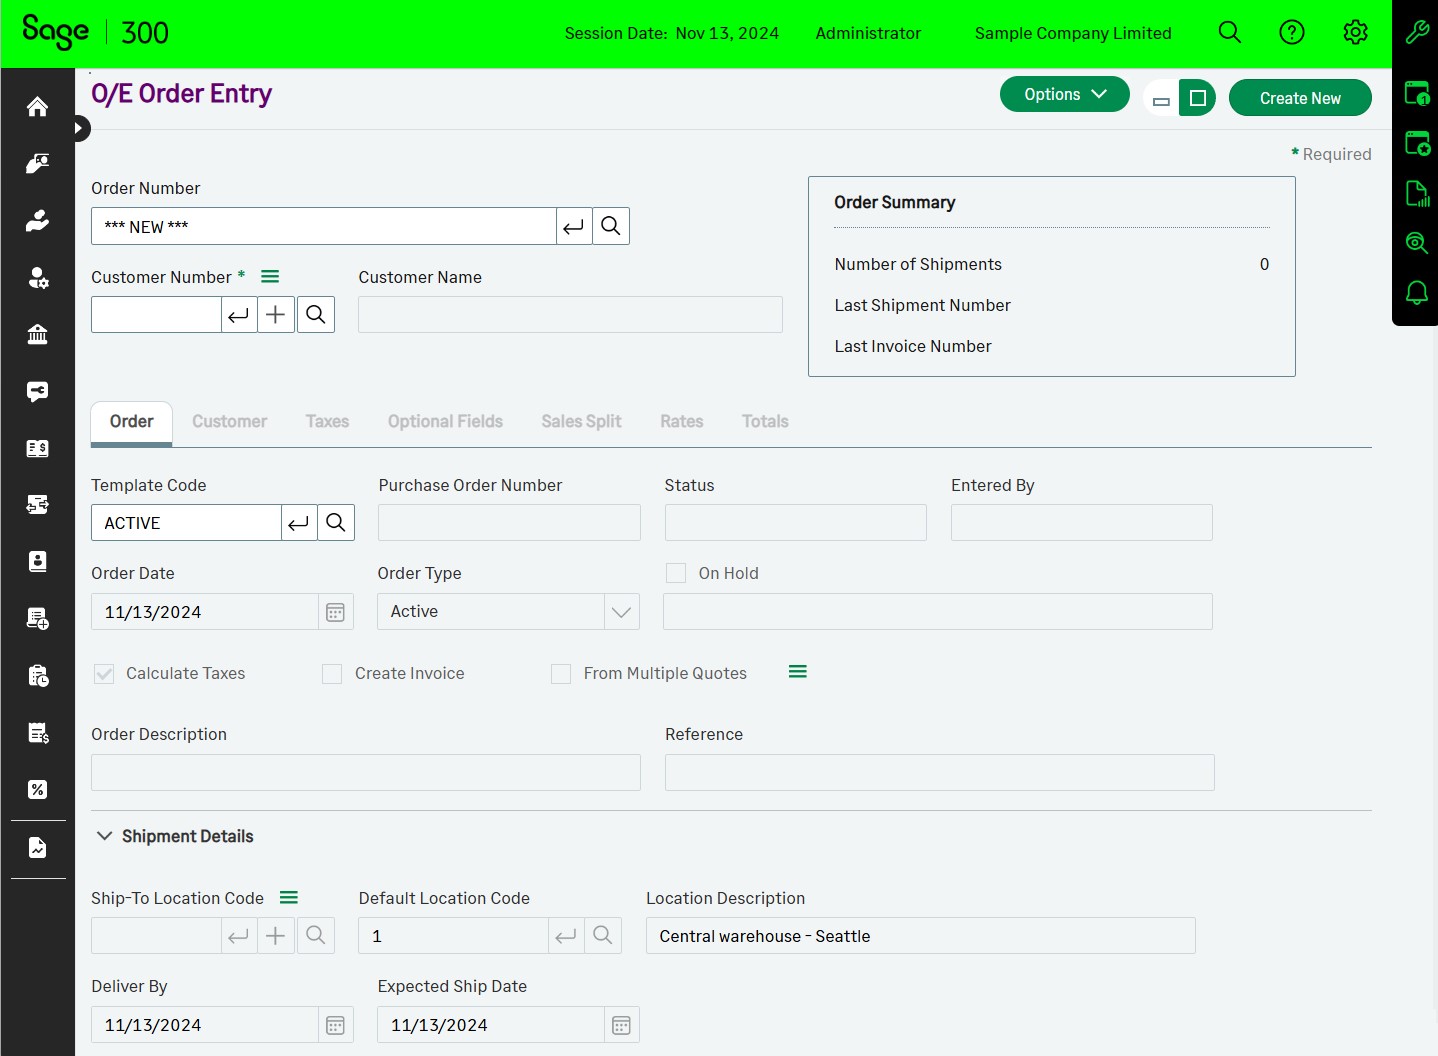 Sage 300 Session Date: Nov 13, 2024 Administrator Sample Company Limited
O/E Order Entry Options Create New
* Required
Order Number
*** NEW ***
Customer Number * Customer Name
Order Summary
Number of Shipments 0
Last Shipment Number
Last Invoice Number
Order Customer Taxes Optional Fields Sales Split Rates Totals
Template Code Purchase Order Number Status Entered By
ACTIVE
Order Date Order Type On Hold
11/13/2024 Active
Calculate Taxes Create Invoice From Multiple Quotes
Order Description Reference
Shipment Details
Ship-To Location Code Default Location Code Location Description
1 Central warehouse - Seattle
Deliver By Expected Ship Date
11/13/2024 11/13/2024